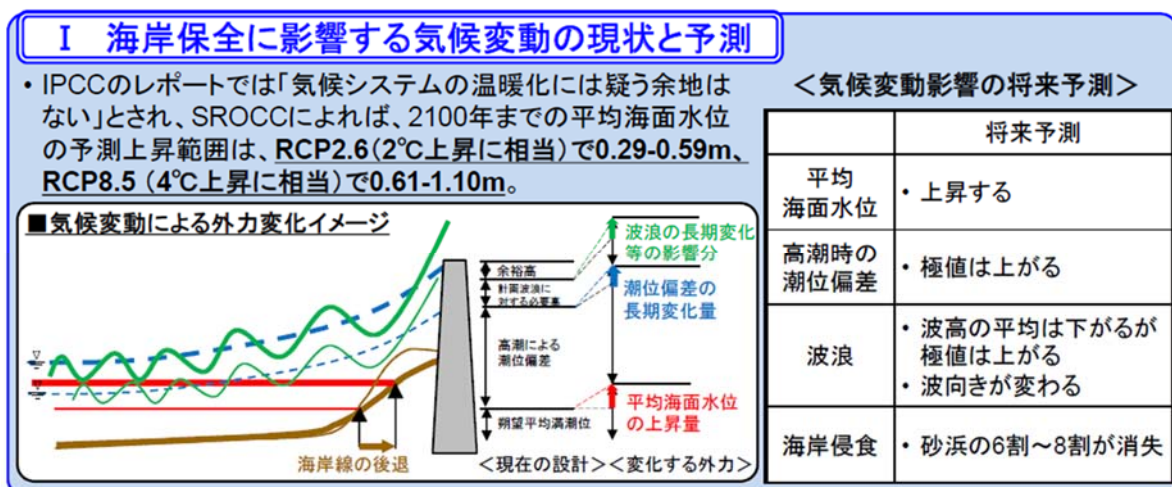 Ⅰ 海岸保全に影響する気候変動の現状と予測
・IPCCのレポートでは「気候システムの温暖化には疑う余地は
ない」とされ、SROCCによれば、2100年までの平均海面水位
の予測上昇範囲は、RCP2.6(2℃上昇に相当)で0.29-0.59m、
RCP8.5 (4℃上昇に相当)で0.61-1.10m。
■気候変動による外力変化イメージ
余裕高
計画波浪に
対する必要高
高潮による
潮位偏差
朔望平均満潮位
波浪の長期変化
等の影響分
潮位偏差の
長期変化量
平均海面水位
の上昇量
海岸線の後退
<現在の設計>
<変化する外力>
<気候変動影響の将来予測>
将来予測
平均
海面水位
・上昇する
高潮時の
潮位偏差
・極値は上がる
波浪
・波高の平均は下がるが
極値は上がる
・波向きが変わる
海岸侵食
・砂浜の6割~8割が消失